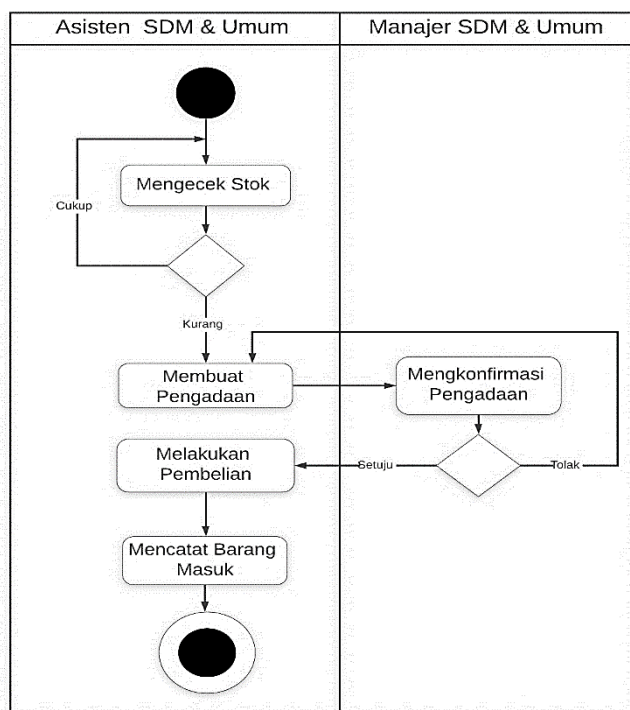 Asisten SDM & Umum
Manajer SDM & Umum
Mengecek Stok
Cukup
Kurang
Membuat
Pengadaan
Mengkonfirmasi
Pengadaan
Melakukan
Pembelian
Setuju
Tolak
Mencatat Barang
Masuk